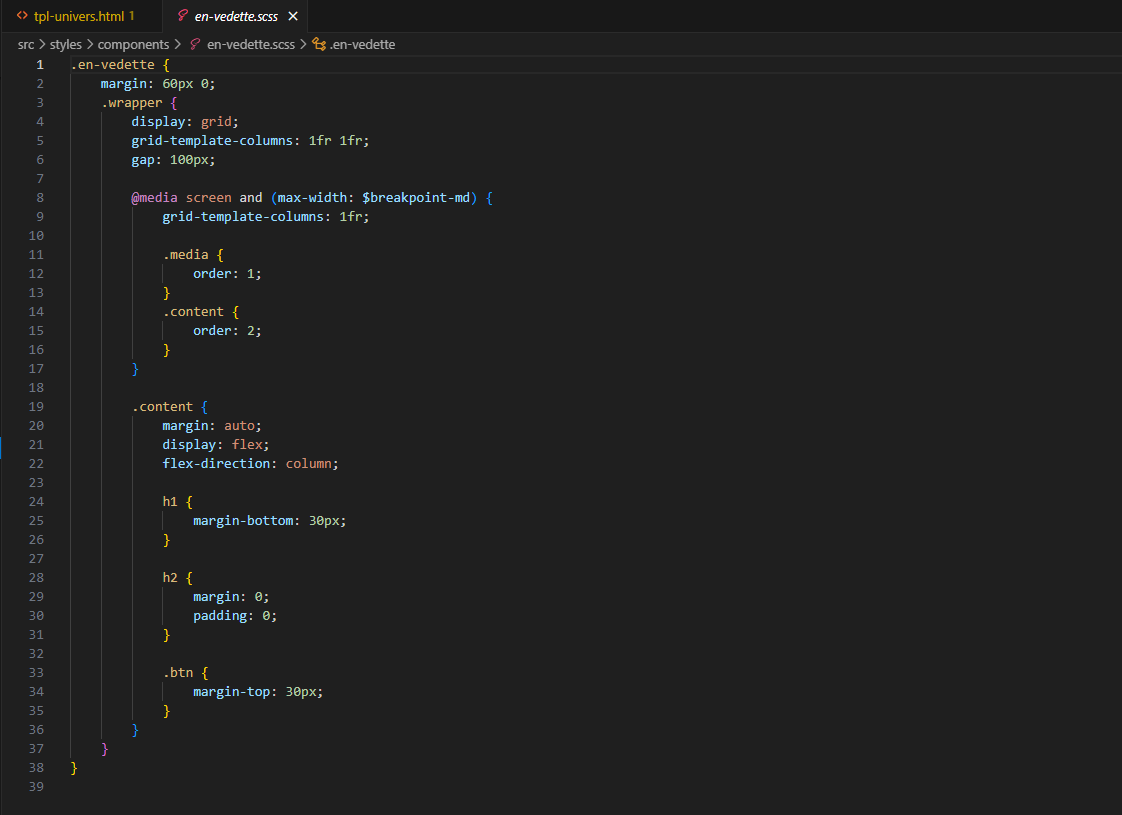 tpl-univers.html 1 en-vedette.scss ×
src > styles > components > en-vedette.scss > .en-vedette
1 .en-vedette {
2 margin: 60px 0;
3 .wrapper {
4 display: grid;
5 grid-template-columns: 1fr 1fr;
6 gap: 100px;
7
8 @media screen and (max-width: $breakpoint-md) {
9 grid-template-columns: 1fr;
10
11 .media {
12 order: 1;
13 }
14 .content {
15 order: 2;
16 }
17 }
18
19 .content {
20 margin: auto;
21 display: flex;
22 flex-direction: column;
23
24 h1 {
25 margin-bottom: 30px;
26 }
27
28 h2 {
29 margin: 0;
30 padding: 0;
31 }
32
33 .btn {
34 margin-top: 30px;
35 }
36 }
37 }
38 }
39